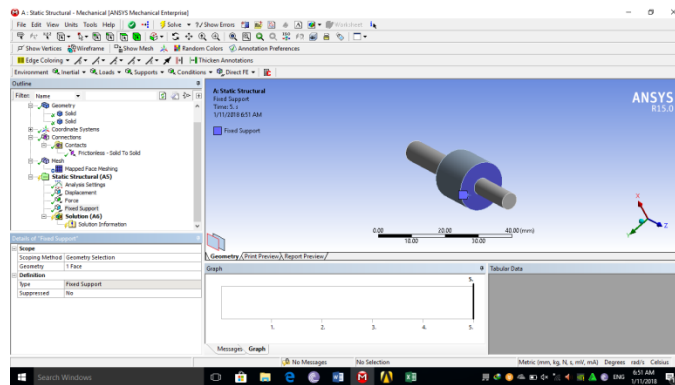 A : Static Structural - Mechanical [ANSYS Mechanical Enterprise]
File Edit View Units Tools Help Solve ?/ Show Errors Worksheet
Show Vertices Wireframe Show Mesh Random Colors Annotation Preferences
Edge Coloring Thicken Annotations
Environment Inertial Loads Supports Conditions Direct FE
Outline
Filter: Name
Geometry
Solid
Solid
Coordinate Systems
Connections
Contacts
Frictionless - Solid To Solid
Mesh
Mapped Face Meshing
Static Structural (A5)
Analysis Settings
Displacement
Force
Fixed Support
Solution (A6)
Solution Information
Details of "Fixed Support"
Scope
Scoping Method Geometry Selection
Geometry 1 Face
Definition
Type Fixed Support
Suppressed No
A: Static Structural
Fixed Support
Time: 5. s
1/11/2018 6:51 AM
Fixed Support
ANSYS
R15.0
0.00 20.00 40.00 (mm)
10.00 30.00
X
Y
Z
Geometry Print Preview Report Preview
Graph
5.
1. 2. 3. 4. 5.
Messages Graph
Tabular Data
No Messages No Selection Metric (mm, kg, N, s, mV, mA) Degrees rad/s Celsius
Search Windows
ENG
6:51 AM
1/11/2018